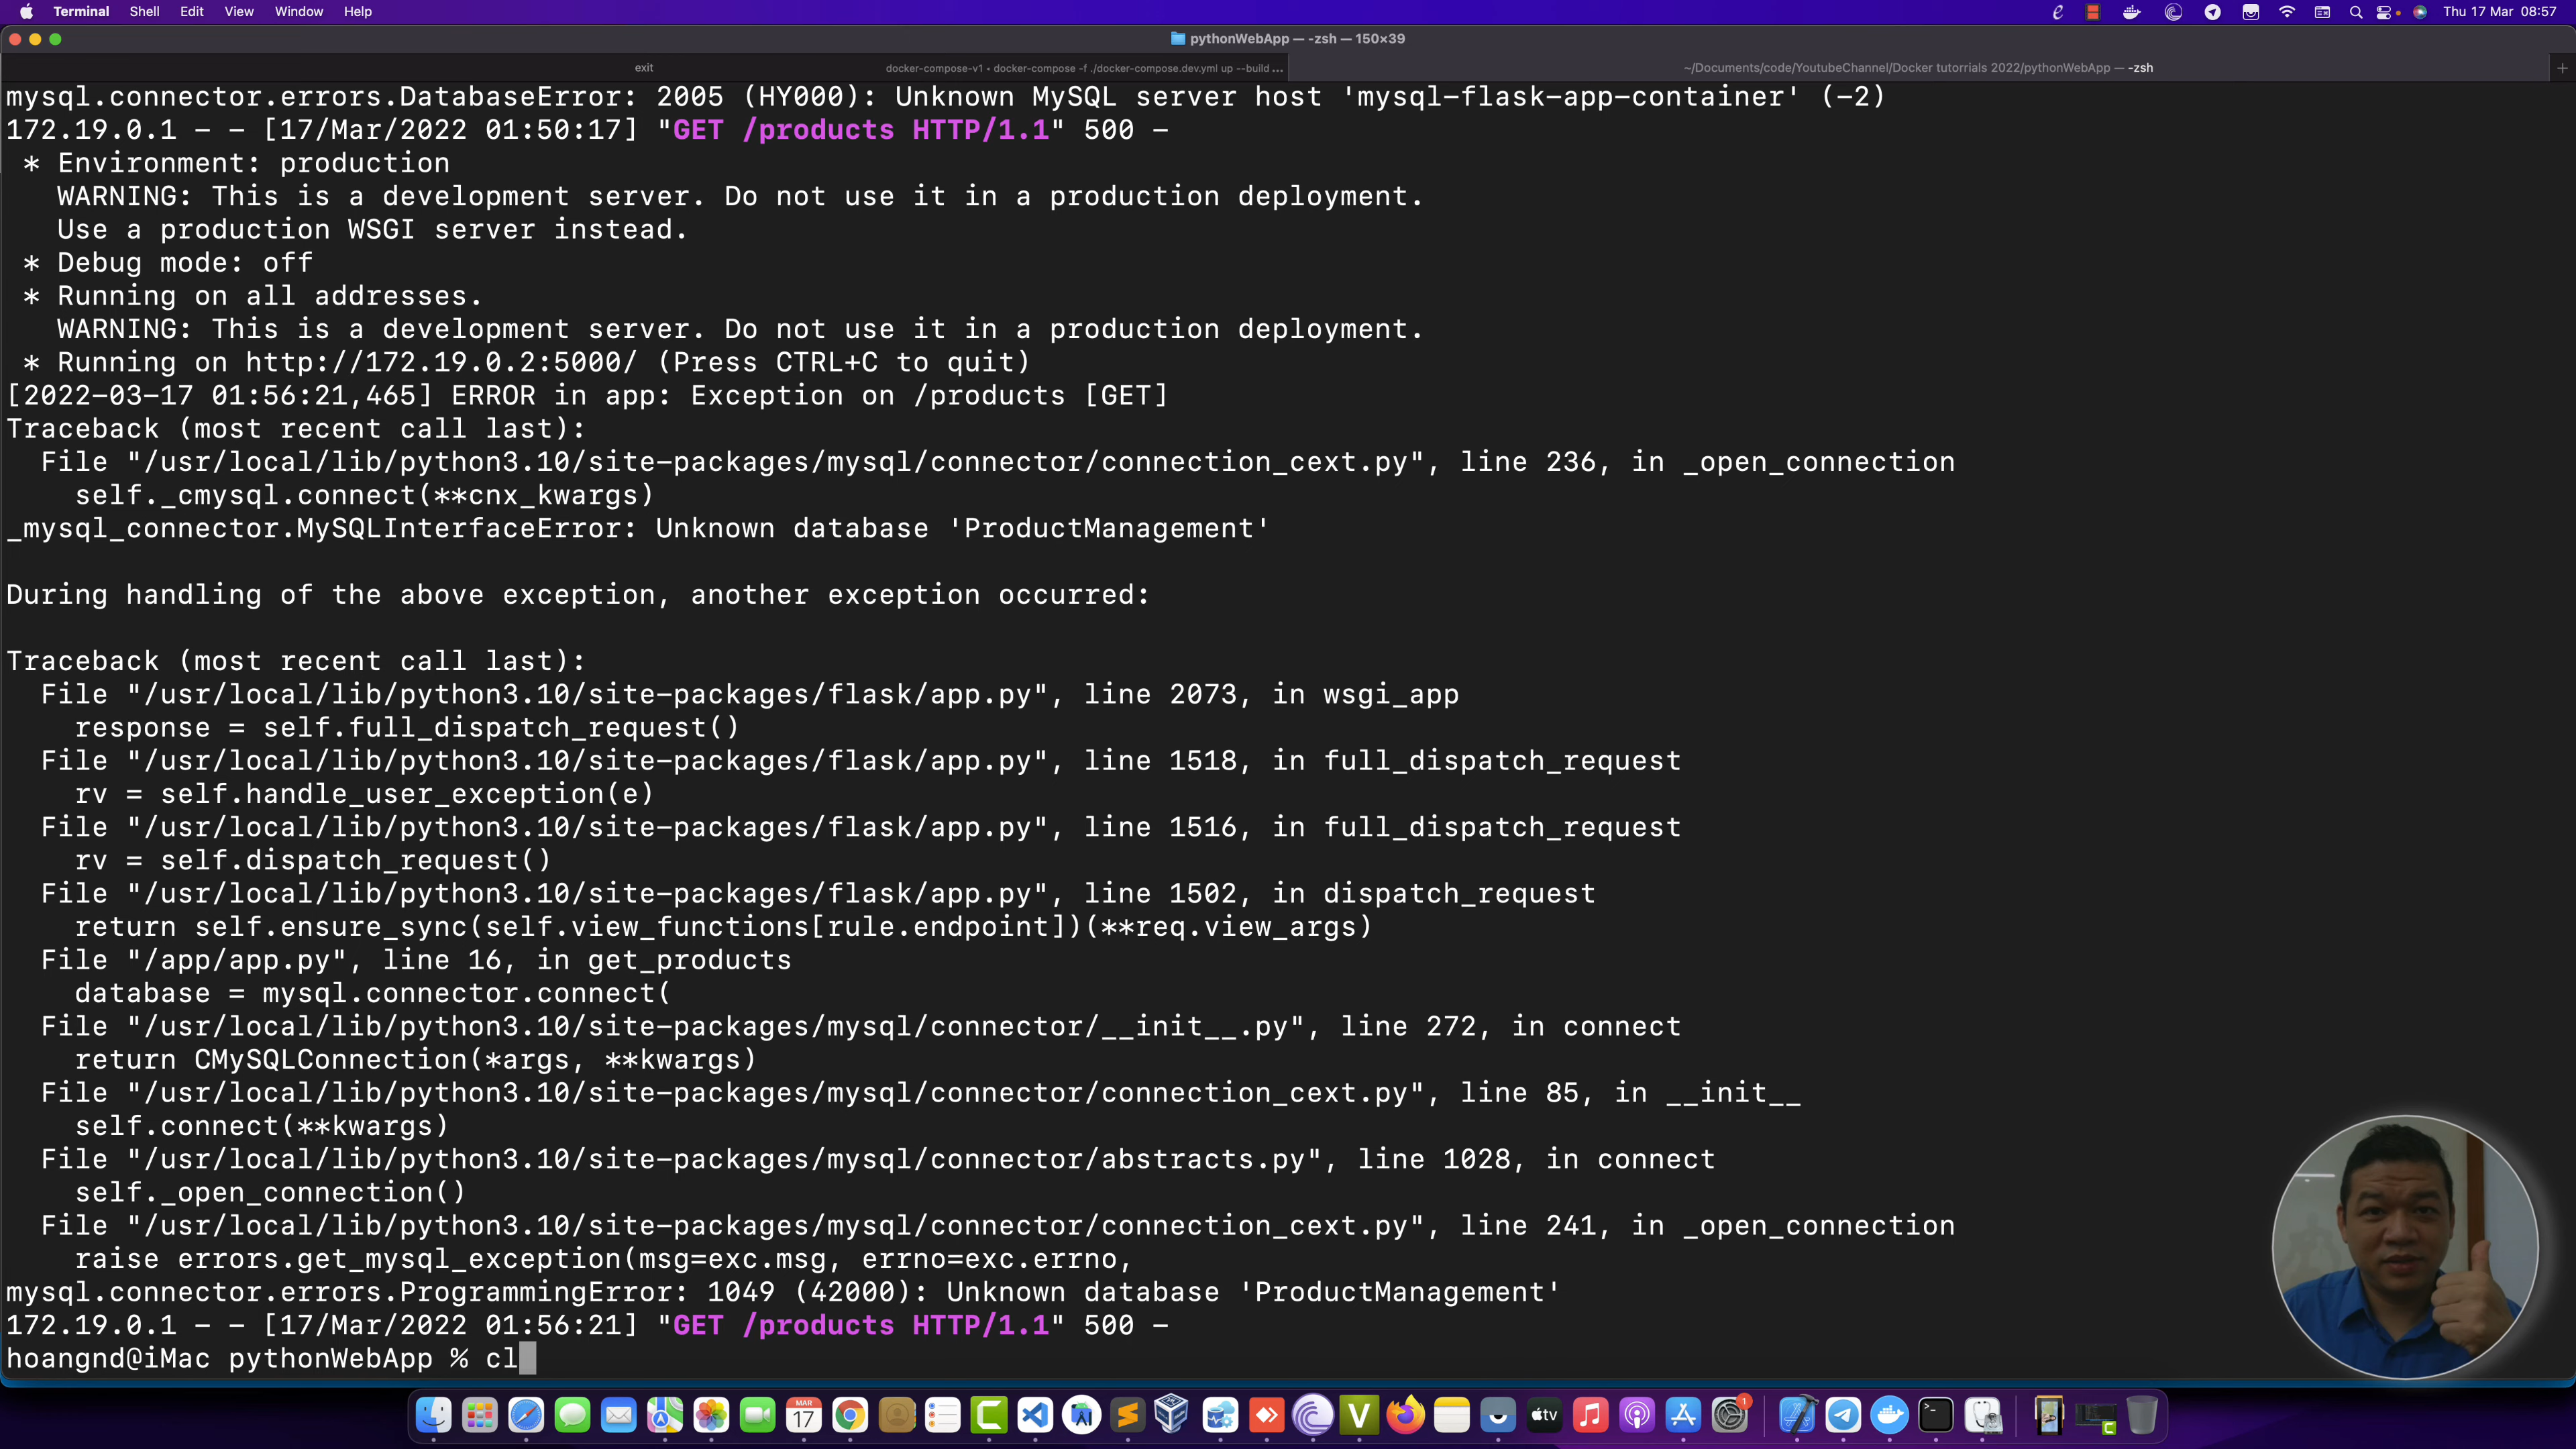 Terminal Shell Edit View Window Help Thu 17 Mar 08:57
pythonWebApp — -zsh — 150×39
exit docker-compose-v1 • docker-compose -f ./docker-compose.dev.yml up --build ... ~/Documents/code/YoutubeChannel/Docker tutorrials 2022/pythonWebApp — -zsh
mysql.connector.errors.DatabaseError: 2005 (HY000): Unknown MySQL server host 'mysql-flask-app-container' (-2)
172.19.0.1 - - [17/Mar/2022 01:50:17] "GET /products HTTP/1.1" 500 -
 * Environment: production
   WARNING: This is a development server. Do not use it in a production deployment.
   Use a production WSGI server instead.
 * Debug mode: off
 * Running on all addresses.
   WARNING: This is a development server. Do not use it in a production deployment.
 * Running on http://172.19.0.2:5000/ (Press CTRL+C to quit)
[2022-03-17 01:56:21,465] ERROR in app: Exception on /products [GET]
Traceback (most recent call last):
  File "/usr/local/lib/python3.10/site-packages/mysql/connector/connection_cext.py", line 236, in _open_connection
    self._cmysql.connect(**cnx_kwargs)
_mysql_connector.MySQLInterfaceError: Unknown database 'ProductManagement'
During handling of the above exception, another exception occurred:
Traceback (most recent call last):
  File "/usr/local/lib/python3.10/site-packages/flask/app.py", line 2073, in wsgi_app
    response = self.full_dispatch_request()
  File "/usr/local/lib/python3.10/site-packages/flask/app.py", line 1518, in full_dispatch_request
    rv = self.handle_user_exception(e)
  File "/usr/local/lib/python3.10/site-packages/flask/app.py", line 1516, in full_dispatch_request
    rv = self.dispatch_request()
  File "/usr/local/lib/python3.10/site-packages/flask/app.py", line 1502, in dispatch_request
    return self.ensure_sync(self.view_functions[rule.endpoint])(**req.view_args)
  File "/app/app.py", line 16, in get_products
    database = mysql.connector.connect(
  File "/usr/local/lib/python3.10/site-packages/mysql/connector/__init__.py", line 272, in connect
    return CMySQLConnection(*args, **kwargs)
  File "/usr/local/lib/python3.10/site-packages/mysql/connector/connection_cext.py", line 85, in __init__
    self.connect(**kwargs)
  File "/usr/local/lib/python3.10/site-packages/mysql/connector/abstracts.py", line 1028, in connect
    self._open_connection()
  File "/usr/local/lib/python3.10/site-packages/mysql/connector/connection_cext.py", line 241, in _open_connection
    raise errors.get_mysql_exception(msg=exc.msg, errno=exc.errno,
mysql.connector.errors.ProgrammingError: 1049 (42000): Unknown database 'ProductManagement'
172.19.0.1 - - [17/Mar/2022 01:56:21] "GET /products HTTP/1.1" 500 -
hoangnd@iMac pythonWebApp % cl
MAR
17
tv
1